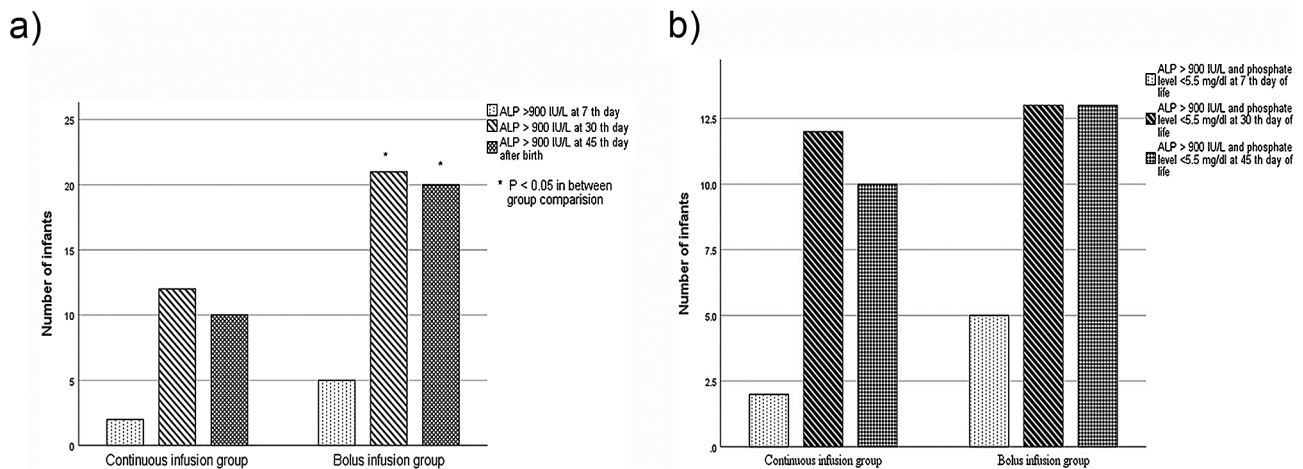 a)
Number of infants
25
20
15
10
5
0
*
*
Continuous infusion group
Bolus infusion group
ALP >900 IU/L at 7 th day
ALP > 900 IU/L at 30 th day
ALP > 900 IU/L at 45 th day
after birth
* P < 0.05 in between
group comparision
b)
Number of infants
12.5
10.0
7.5
5.0
2.5
.0
Continuous infusion group
Bolus infusion group
ALP > 900 IU/L and phosphate
level <5.5 mg/dl at 7 th day of
life
ALP > 900 IU/L and phosphate
level <5.5 mg/dl at 30 th day of
life
ALP > 900 IU/L and phosphate
level <5.5 mg/dl at 45 th day of
life